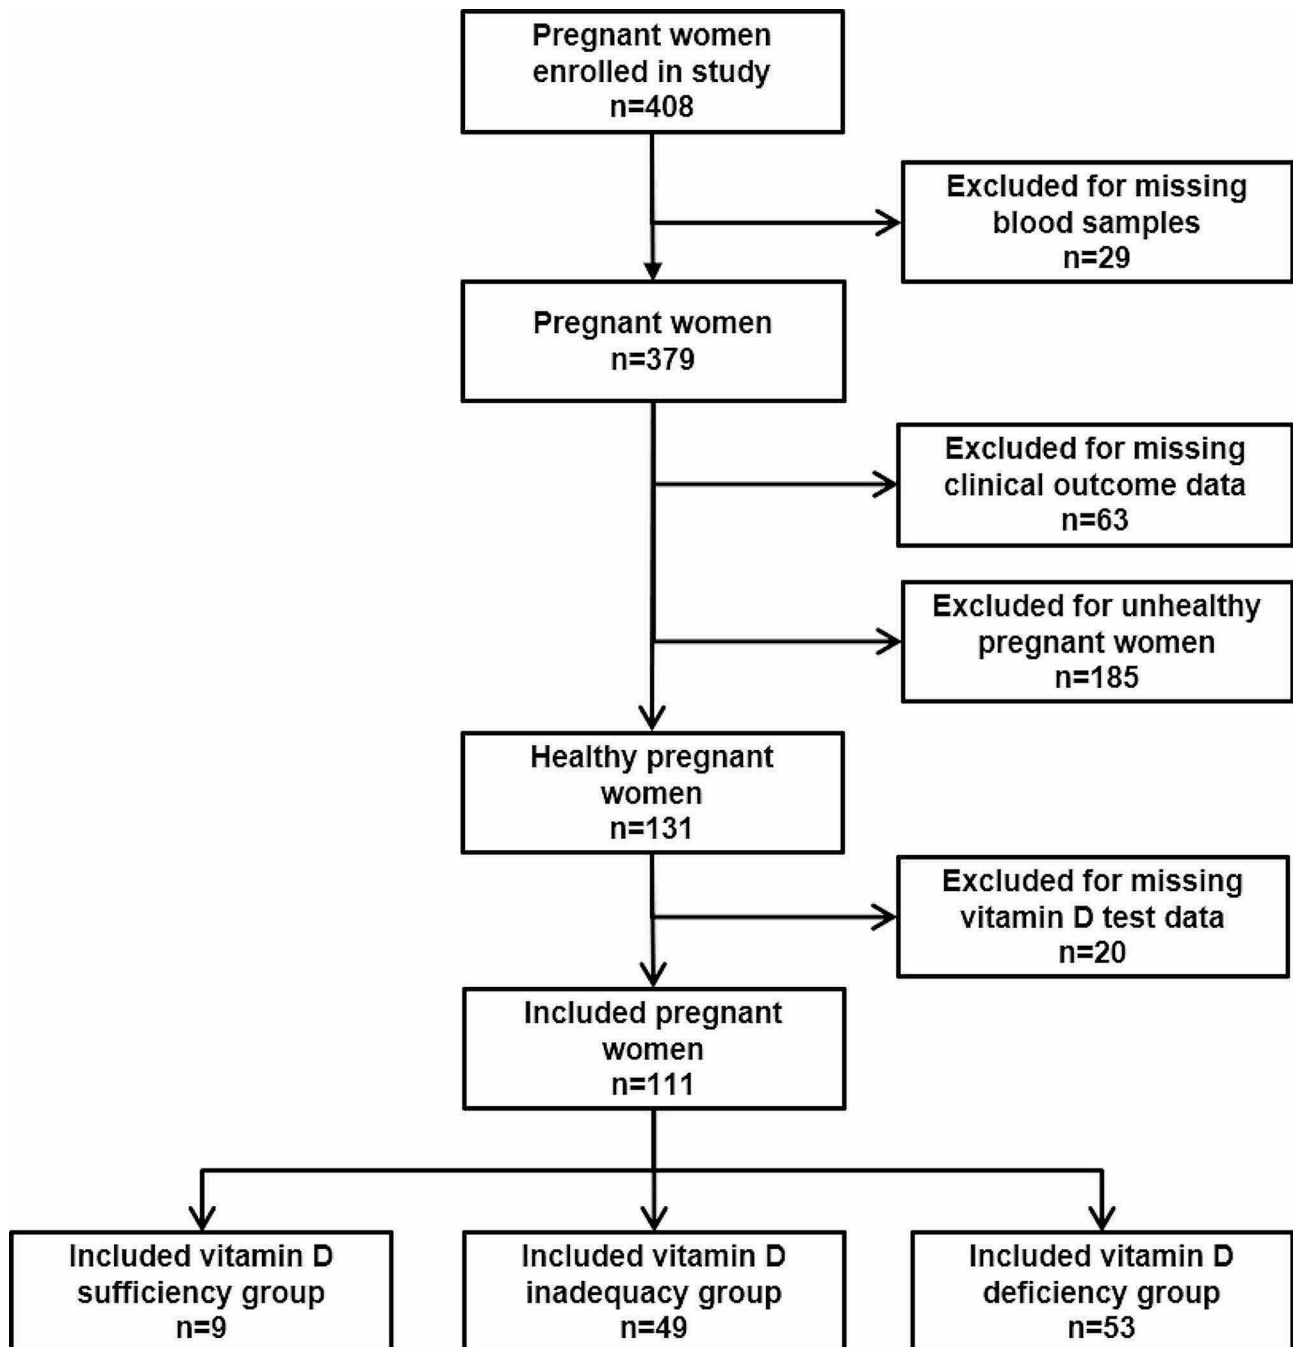 Pregnant women
enrolled in study
n=408
Excluded for missing
blood samples
n=29
Pregnant women
n=379
Excluded for missing
clinical outcome data
n=63
Excluded for unhealthy
pregnant women
n=185
Healthy pregnant
women
n=131
Excluded for missing
vitamin D test data
n=20
Included pregnant
women
n=111
Included vitamin D
sufficiency group
n=9
Included vitamin D
inadequacy group
n=49
Included vitamin D
deficiency group
n=53